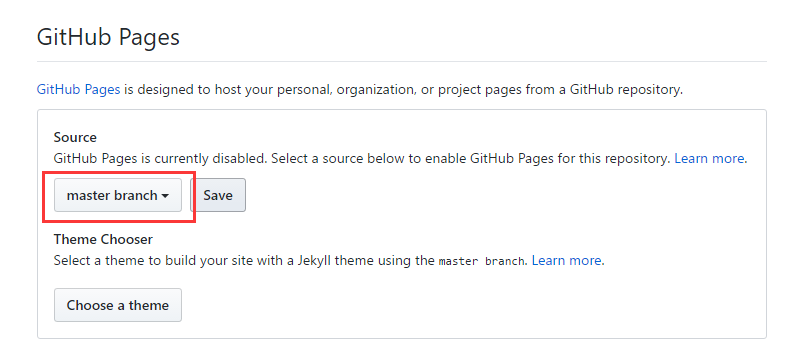 GitHub Pages
GitHub Pages is designed to host your personal, organization, or project pages from a GitHub repository.
Source
GitHub Pages is currently disabled. Select a source below to enable GitHub Pages for this repository. Learn more.
master branch Save
Theme Chooser
Select a theme to build your site with a Jekyll theme using the master branch. Learn more.
Choose a theme